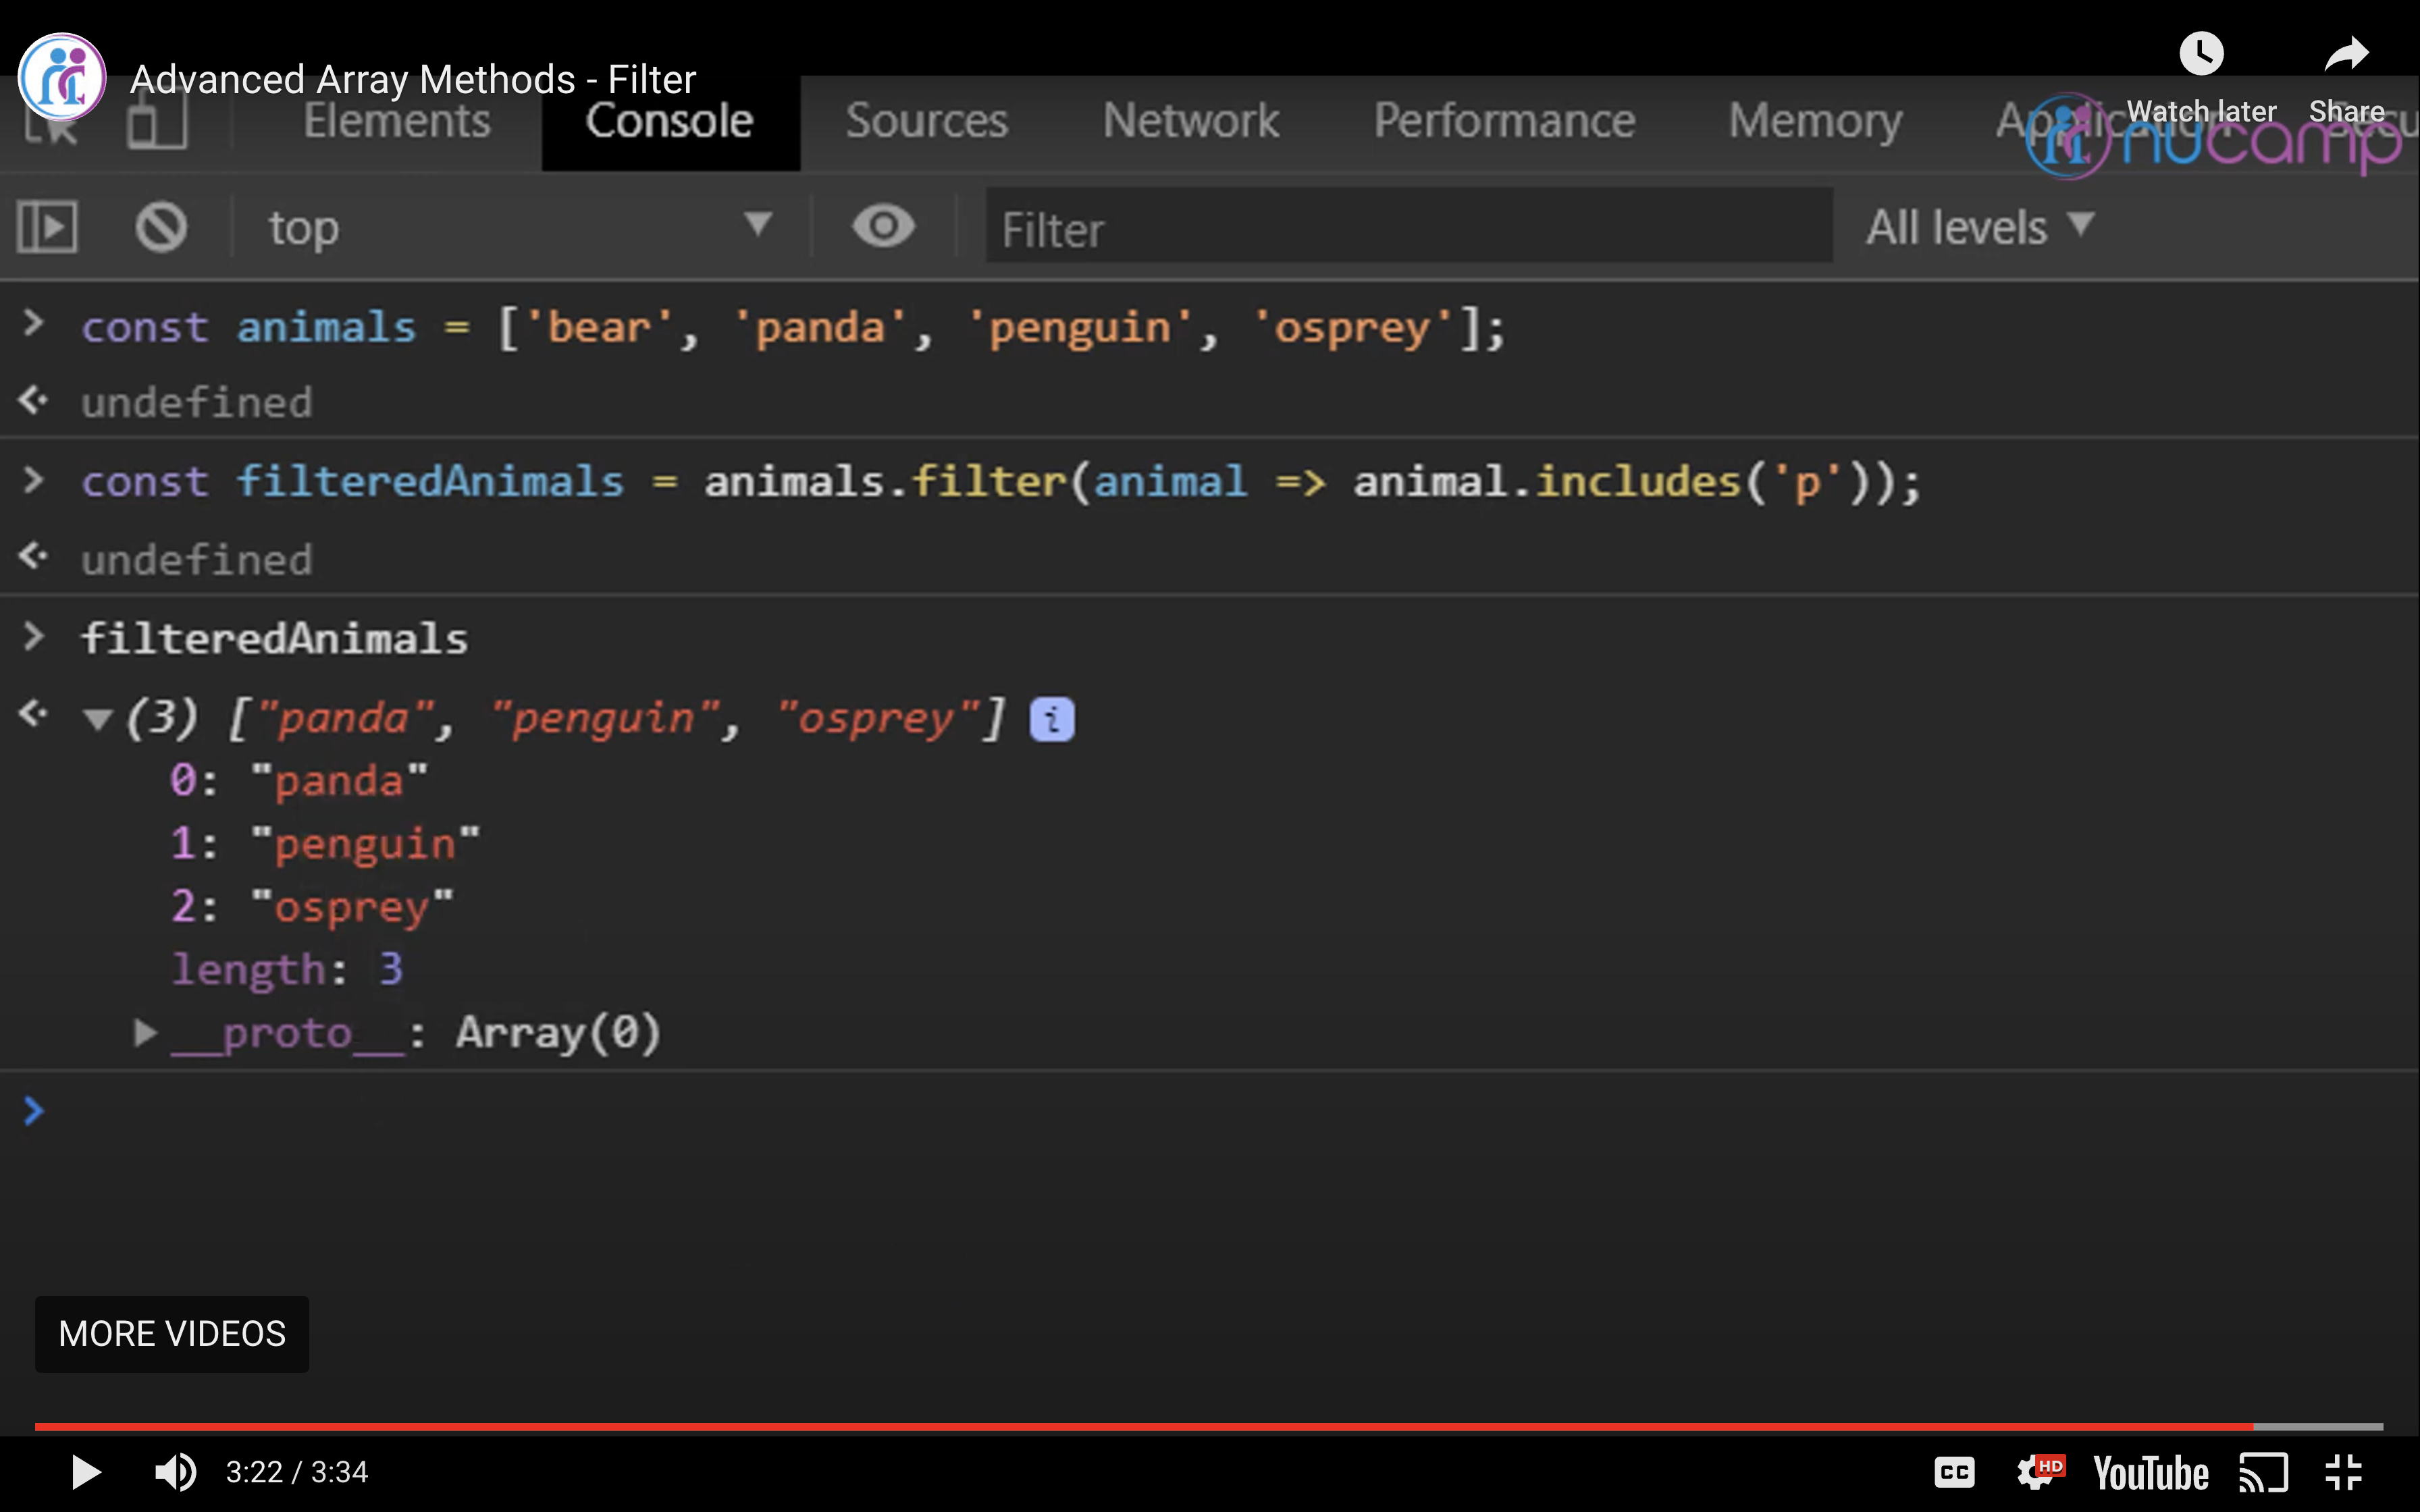 Advanced Array Methods - Filter
Watch later Share
Elements Console Sources Network Performance Memory
nucamp
top Filter All levels
> const animals = ['bear', 'panda', 'penguin', 'osprey'];
undefined
> const filteredAnimals = animals.filter(animal => animal.includes('p'));
undefined
> filteredAnimals
(3) ["panda", "penguin", "osprey"] i
0: "panda"
1: "penguin"
2: "osprey"
length: 3
__proto__: Array(0)
>
MORE VIDEOS
3:22 / 3:34
CC HD YouTube